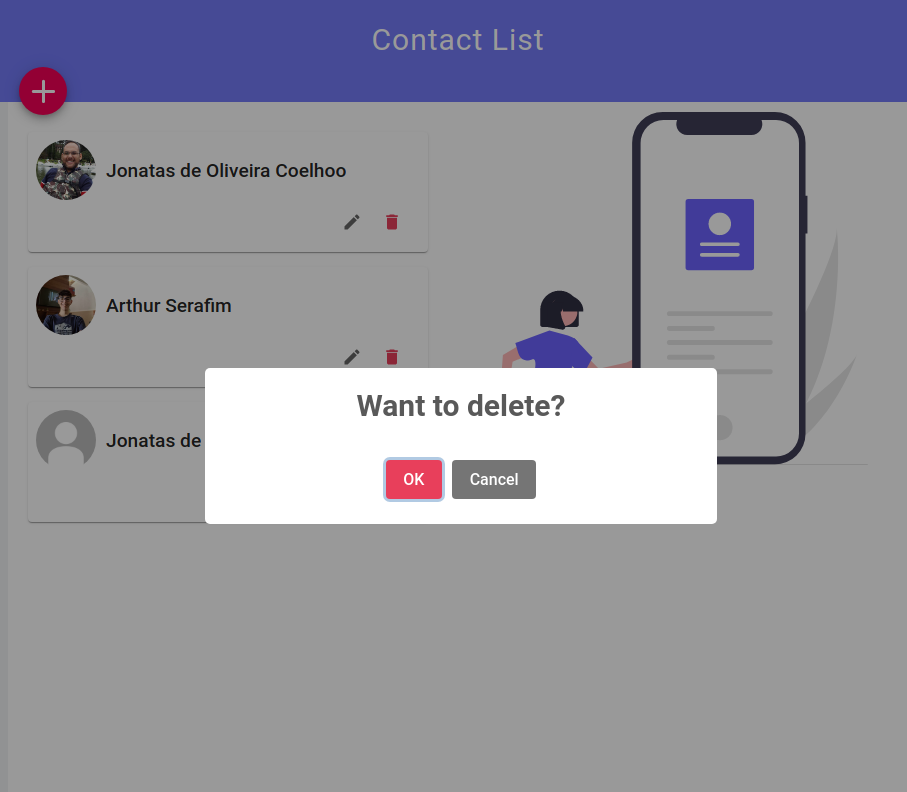 Contact List
Jonatas de Oliveira Coelhoo
Arthur Serafim
Jonatas de
Want to delete?
OK
Cancel